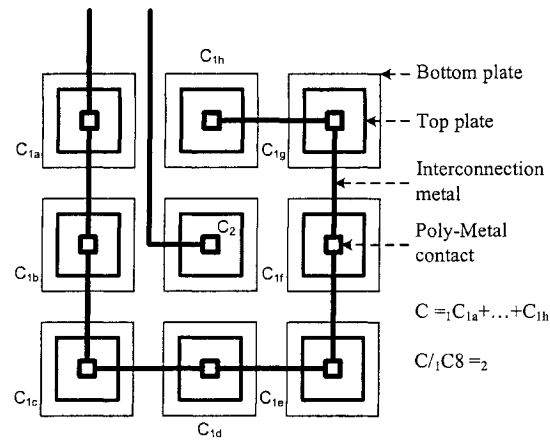 C1h
Bottom plate
C1a
C1g
Top plate
Interconnection
metal
C2
Poly-Metal
contact
C1b
C1f
C =1C1a+...+C1h
C/1C8 =2
C1c
C1e
C1d